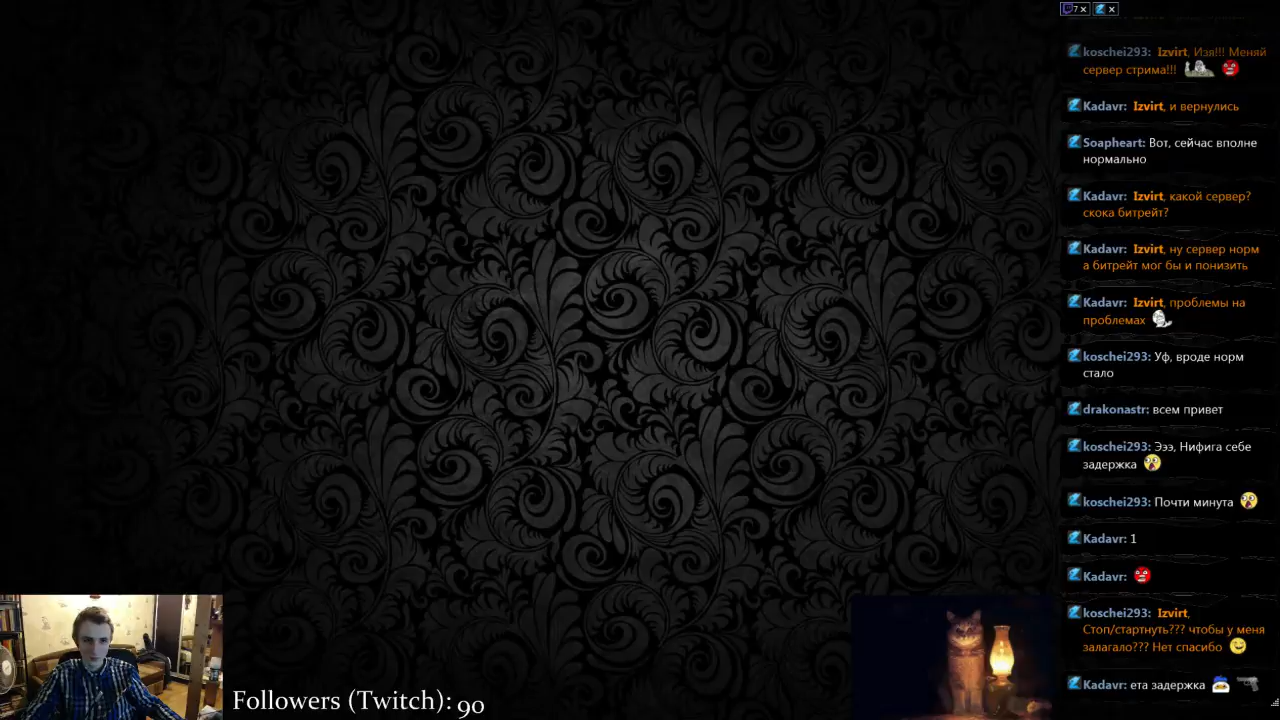 7 × ×
koschei293: Izvirt, Изя!!! Меняй
сервер стрима!!!
Kadavr: Izvirt, и вернулись
Soapheart: Вот, сейчас вполне
нормально
Kadavr: Izvirt, какой сервер?
скока битрейт?
Kadavr: Izvirt, ну сервер норм
а битрейт мог бы и понизить
Kadavr: Izvirt, проблемы на
проблемах
koschei293: Уф, вроде норм
стало
drakonastr: всем привет
koschei293: Эээ, Нифига себе
задержка
koschei293: Почти минута
Kadavr: 1
Kadavr:
koschei293: Izvirt,
Стоп/стартнуть??? чтобы у меня
залагало??? Нет спасибо
Kadavr: ета задержка
Followers (Twitch): 90